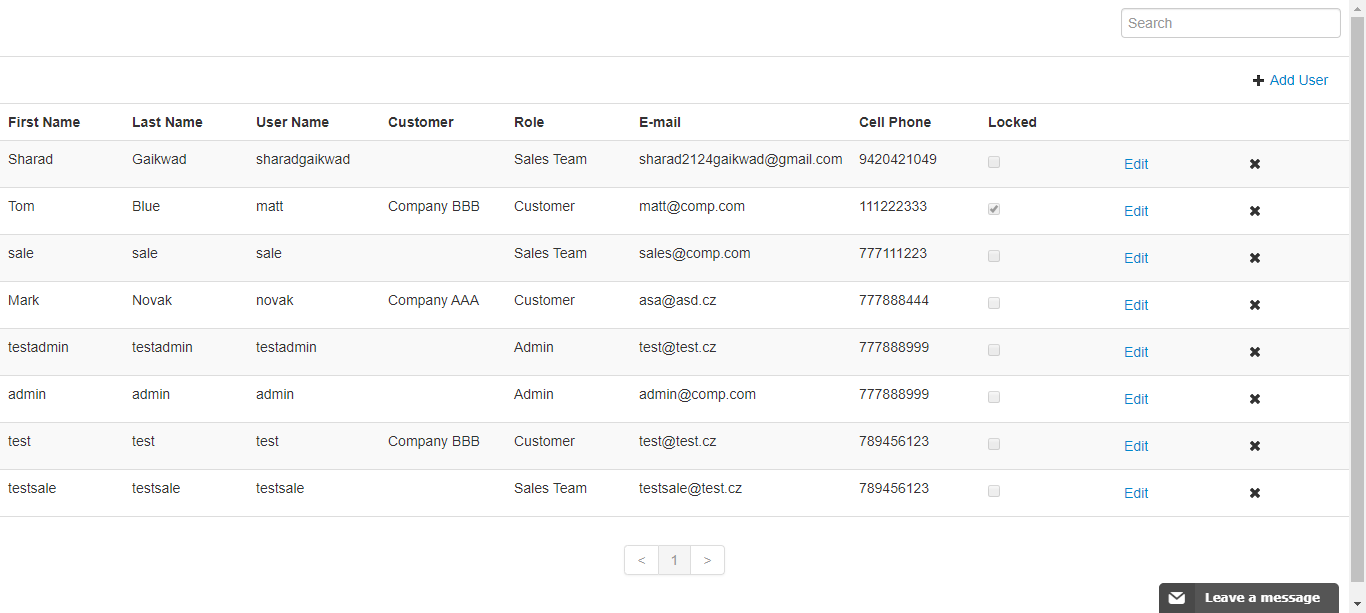 Search
Add User
First Name Last Name User Name Customer Role E-mail Cell Phone Locked
Sharad Gaikwad sharadgaikwad Sales Team sharad2124gaikwad@gmail.com 9420421049 Edit
Tom Blue matt Company BBB Customer matt@comp.com 111222333 Edit
sale sale sale Sales Team sales@comp.com 777111223 Edit
Mark Novak novak Company AAA Customer asa@asd.cz 777888444 Edit
testadmin testadmin testadmin Admin test@test.cz 777888999 Edit
admin admin admin Admin admin@comp.com 777888999 Edit
test test test Company BBB Customer test@test.cz 789456123 Edit
testsale testsale testsale Sales Team testsale@test.cz 789456123 Edit
< 1 >
Leave a message